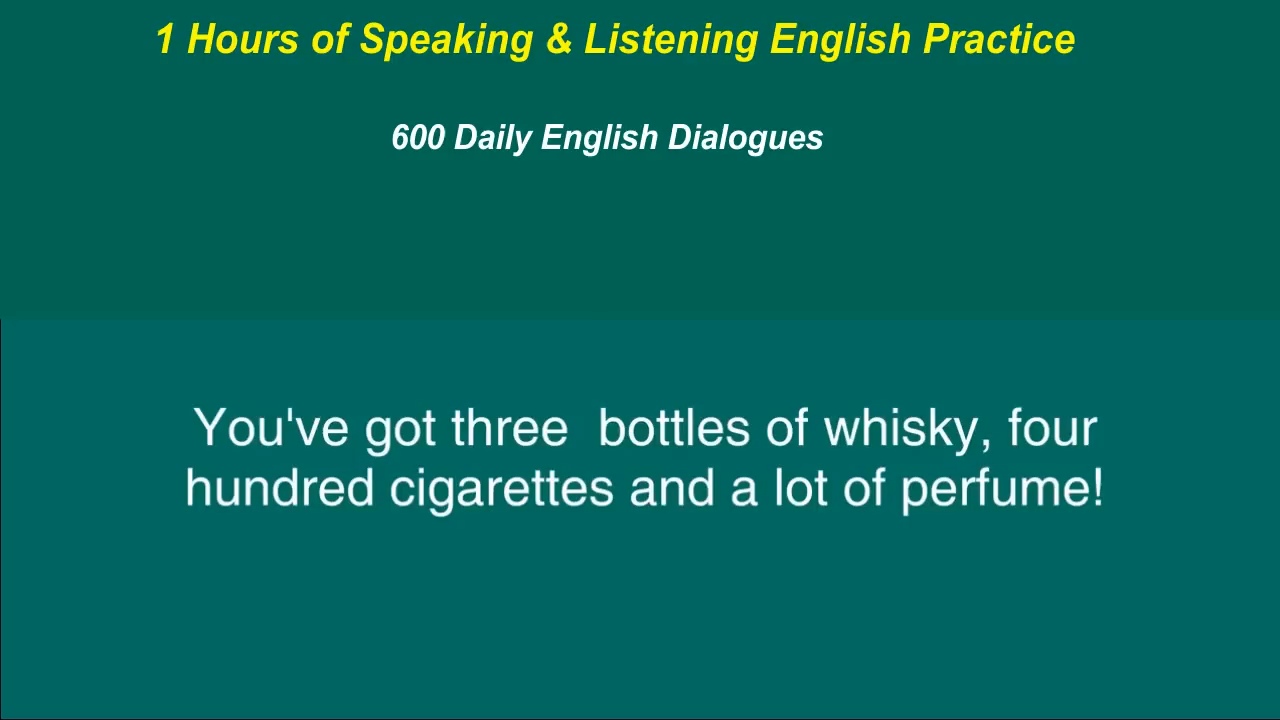 1 Hours of Speaking & Listening English Practice
600 Daily English Dialogues
You've got three  bottles of whisky, four
hundred cigarettes and a lot of perfume!